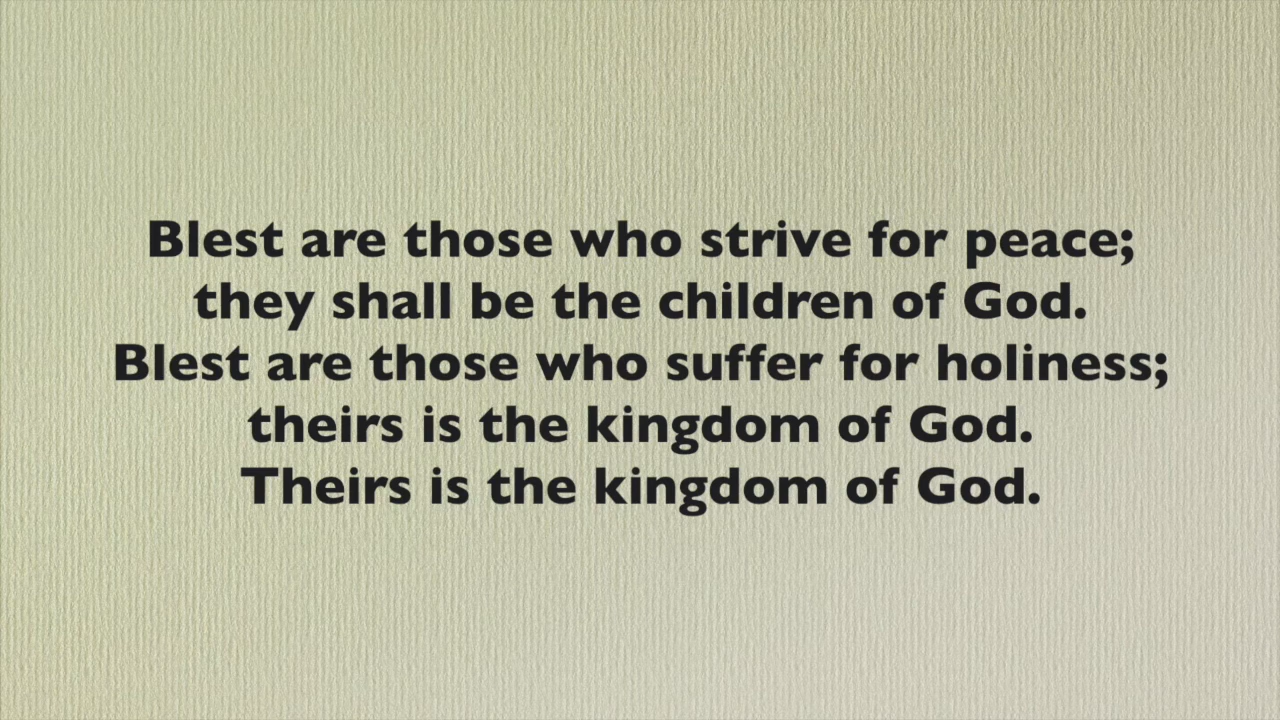 Blest are those who strive for peace;
they shall be the children of God.
Blest are those who suffer for holiness;
theirs is the kingdom of God.
Theirs is the kingdom of God.